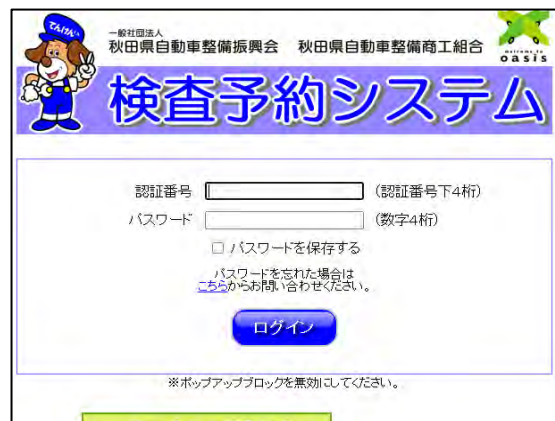 てんけん
一般社団法人
秋田県自動車整備振興会 秋田県自動車整備商工組合
welcome to
oasis
検査予約システム
認証番号 (認証番号下4桁)
パスワード (数字4桁)
パスワードを保存する
パスワードを忘れた場合は
こちらからお問い合わせください。
ログイン
※ポップアップブロックを無効にしてください。